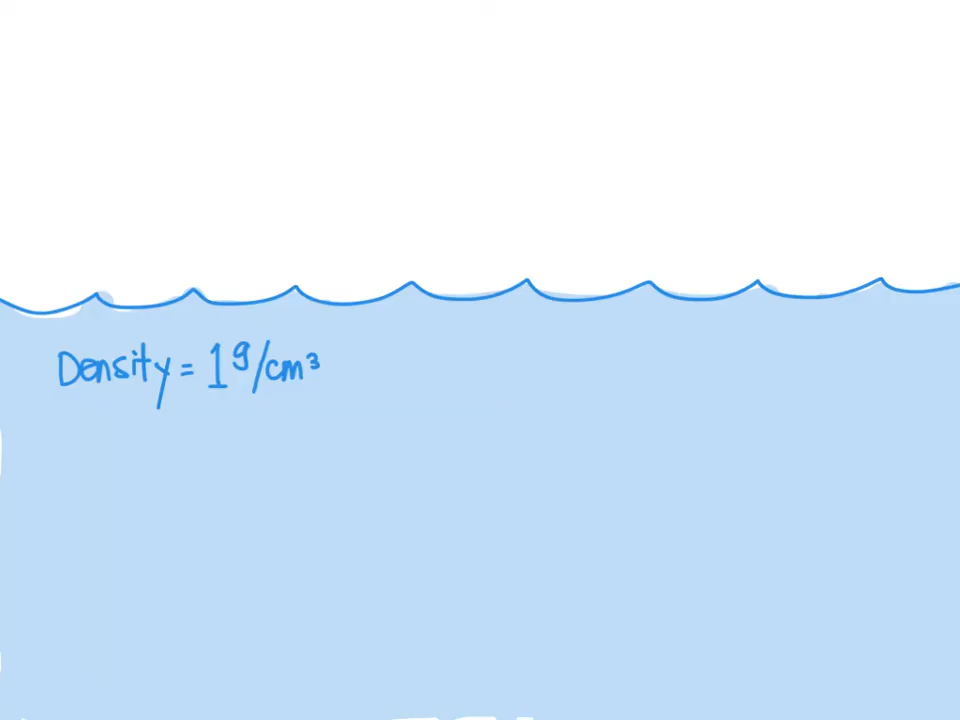 Density = 1 g/cm³